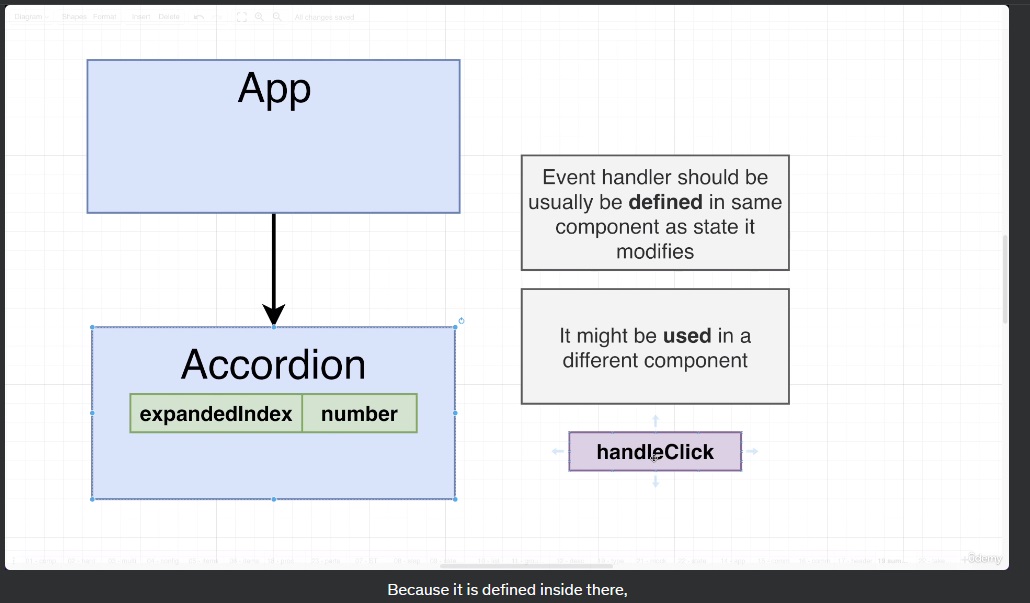 Diagram Shapes Format Insert Delete All changes saved
App
Event handler should be
usually be defined in same
component as state it
modifies
It might be used in a
different component
Accordion
expandedIndex number
handleClick
Udemy
Because it is defined inside there,